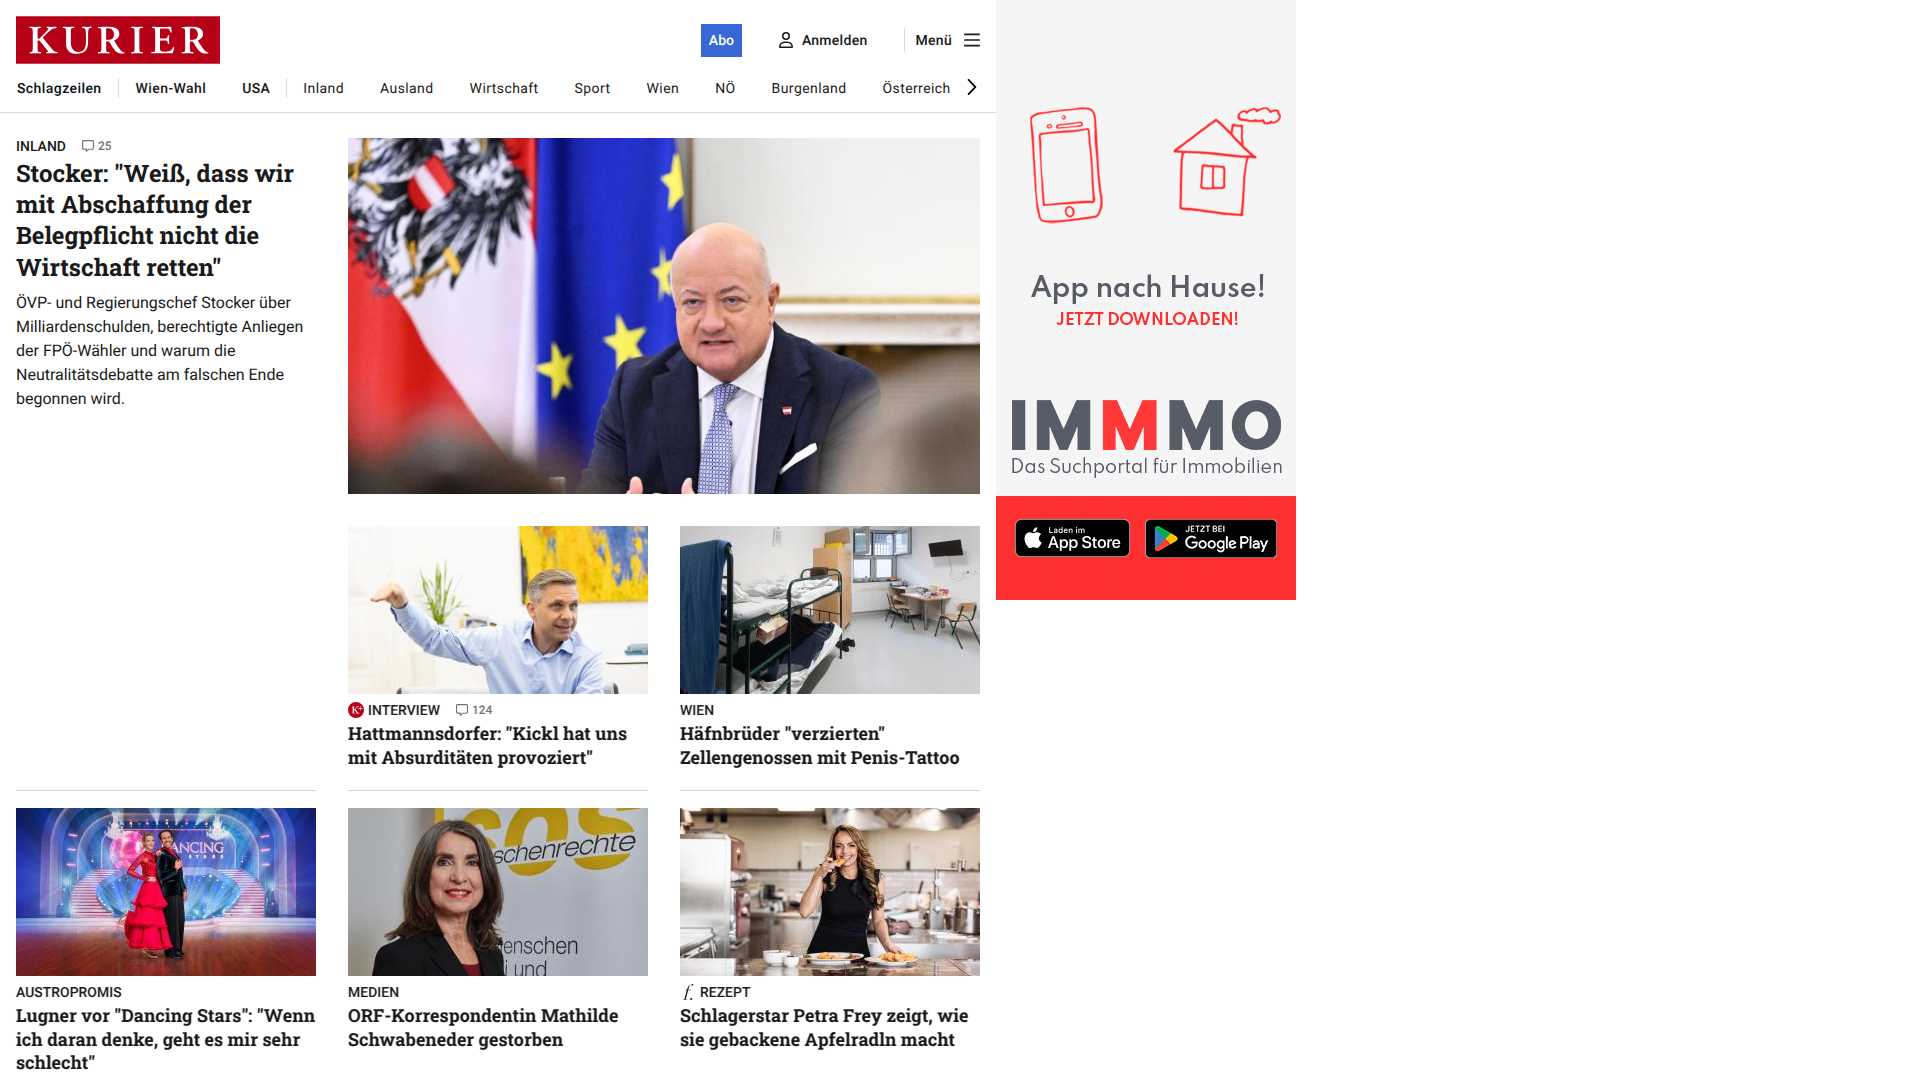 KURIER
Abo
Anmelden
Menü
Schlagzeilen
Wien-Wahl
USA
Inland
Ausland
Wirtschaft
Sport
Wien
NÖ
Burgenland
Österreich
INLAND 25
Stocker: "Weiß, dass wir
mit Abschaffung der
Belegpflicht nicht die
Wirtschaft retten"
ÖVP- und Regierungschef Stocker über
Milliardenschulden, berechtigte Anliegen
der FPÖ-Wähler und warum die
Neutralitätsdebatte am falschen Ende
begonnen wird.
App nach Hause!
JETZT DOWNLOADEN!
IMMMO
Das Suchportal für Immobilien
Laden im
App Store
JETZT BEI
Google Play
K+ INTERVIEW 124
Hattmannsdorfer: "Kickl hat uns
mit Absurditäten provoziert"
WIEN
Häfnbrüder "verzierten"
Zellengenossen mit Penis-Tattoo
DANCING
STARS
AUSTROPROMIS
Lugner vor "Dancing Stars": "Wenn
ich daran denke, geht es mir sehr
schlecht"
SOS
schenrechte
enschen
i und
MEDIEN
ORF-Korrespondentin Mathilde
Schwabeneder gestorben
f. REZEPT
Schlagerstar Petra Frey zeigt, wie
sie gebackene Apfelradln macht